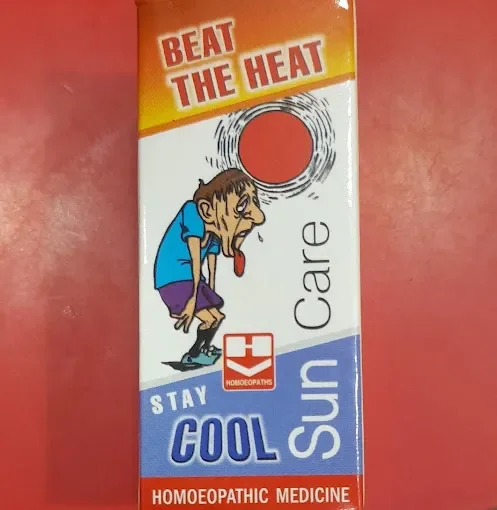 BEAT
THE HEAT
Sun Care
H
HOMOEOPATHS
STAY
COOL
HOMOEOPATHIC MEDICINE